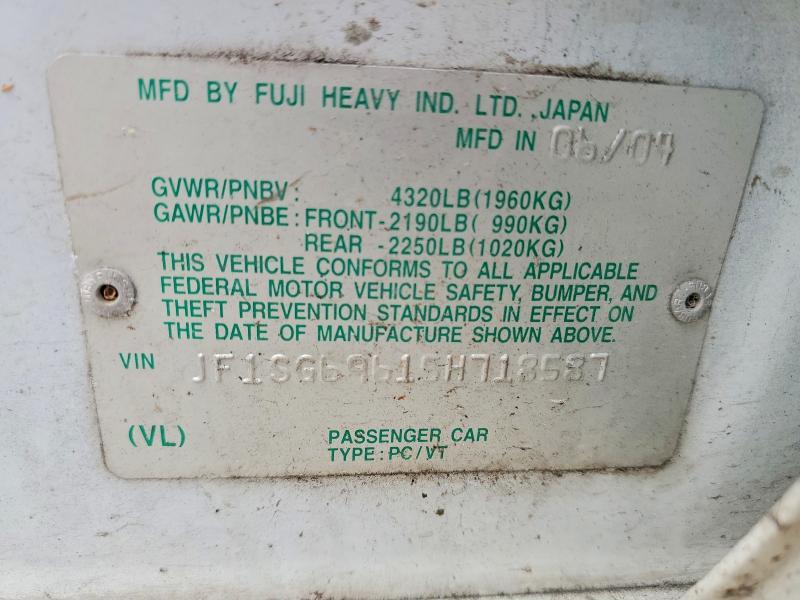 MFD BY FUJI HEAVY IND. LTD. ,JAPAN
MFD IN 06/04
GVWR/PNBV: 4320LB(1960KG)
GAWR/PNBE: FRONT-2190LB( 990KG)
REAR -2250LB(1020KG)
THIS VEHICLE CONFORMS TO ALL APPLICABLE
FEDERAL MOTOR VEHICLE SAFETY, BUMPER, AND
THEFT PREVENTION STANDARDS IN EFFECT ON
THE DATE OF MANUFACTURE SHOWN ABOVE.
VIN JF1SG69615H718587
(VL) PASSENGER CAR
TYPE: PC/VT